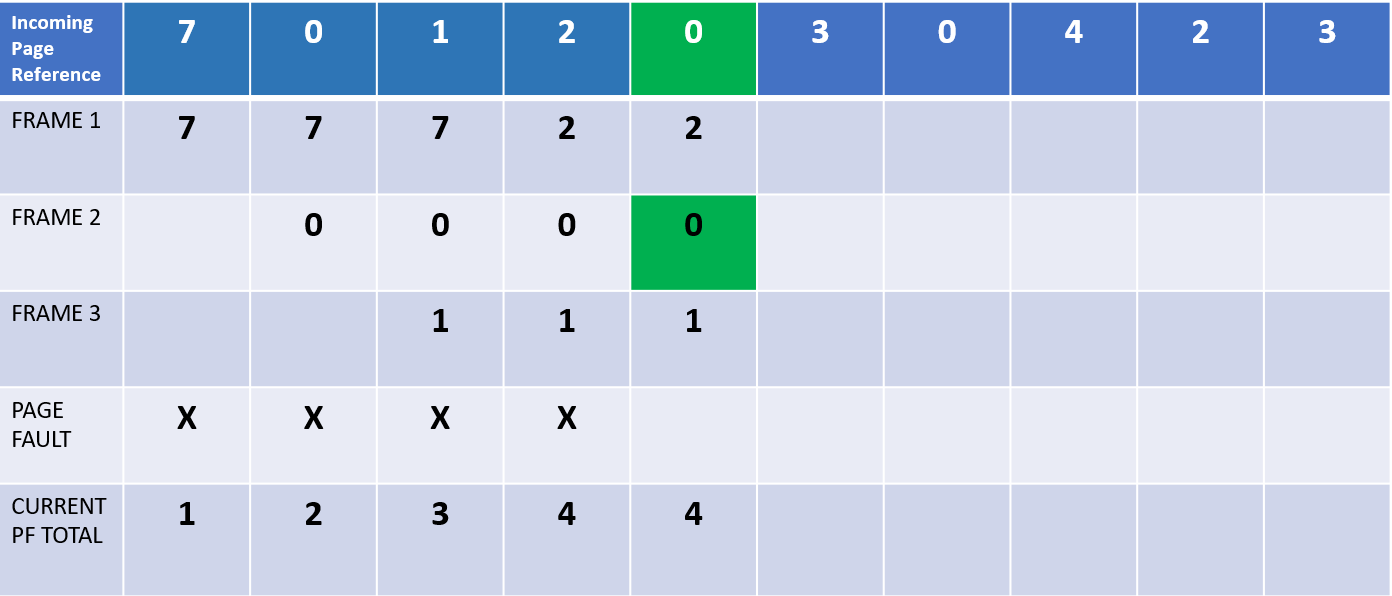 Incoming Page Reference 7 0 1 2 0 3 0 4 2 3
FRAME 1 7 7 7 2 2
FRAME 2 0 0 0 0
FRAME 3 1 1 1
PAGE FAULT X X X X
CURRENT PF TOTAL 1 2 3 4 4